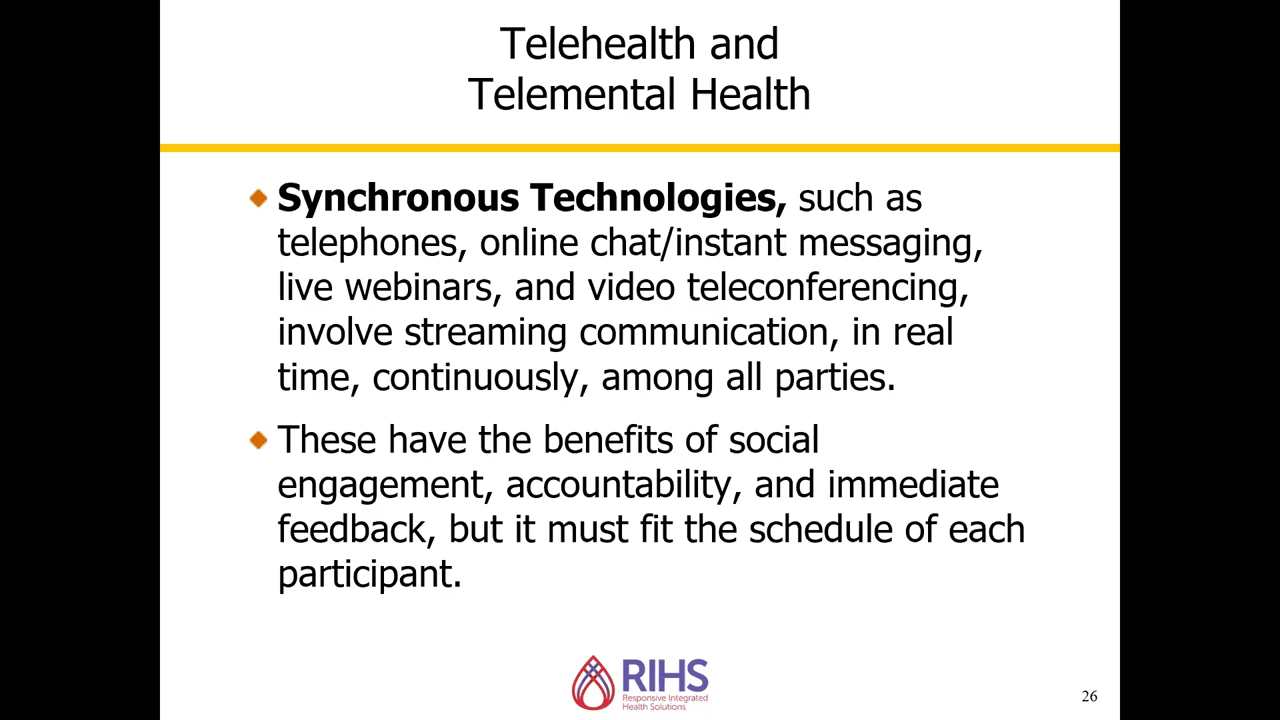 Telehealth and
Telemental Health
Synchronous Technologies, such as
telephones, online chat/instant messaging,
live webinars, and video teleconferencing,
involve streaming communication, in real
time, continuously, among all parties.
These have the benefits of social
engagement, accountability, and immediate
feedback, but it must fit the schedule of each
participant.
RIHS
Responsive Integrated
Health Solutions
26